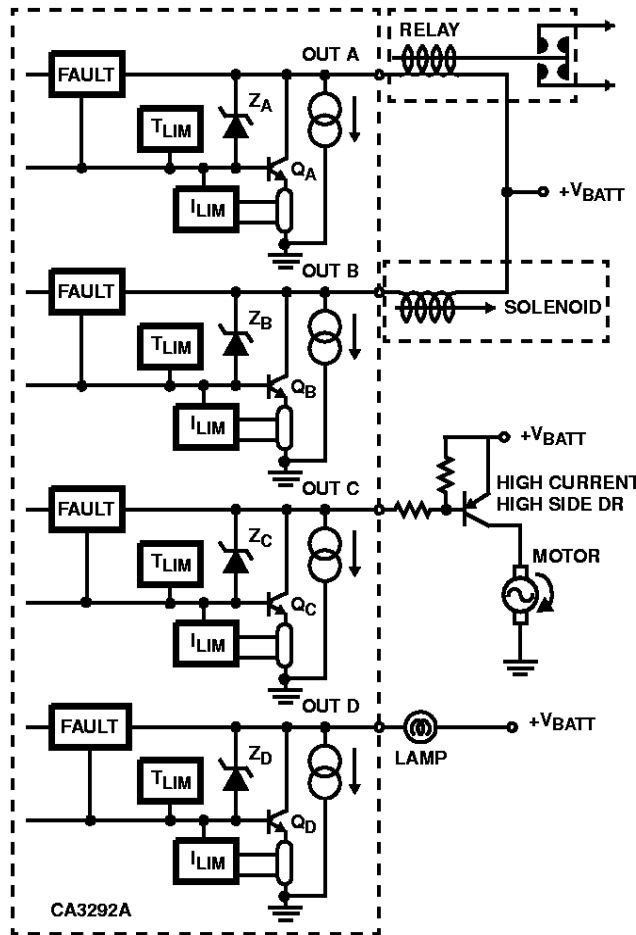 OUT A
RELAY
FAULT
ZA
TLIM
QA
ILIM
+VBATT
OUT B
FAULT
ZB
SOLENOID
TLIM
QB
ILIM
+VBATT
OUT C
HIGH CURRENT
HIGH SIDE DR
FAULT
ZC
TLIM
MOTOR
QC
ILIM
OUT D
FAULT
+VBATT
ZD
LAMP
TLIM
QD
ILIM
CA3292A